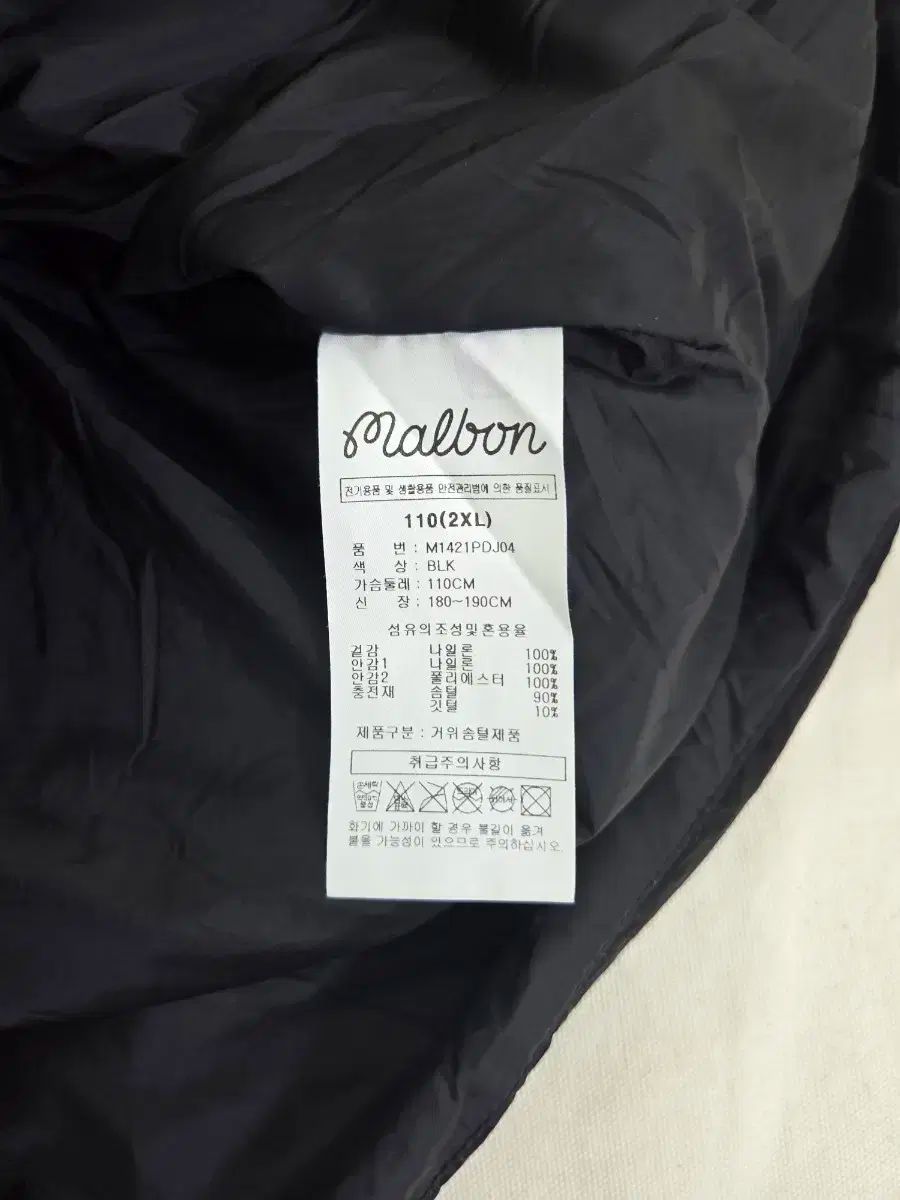 Malbon
전기용품 및 생활용품 안전관리법에 의한 품질표시
110(2XL)
품 번 : M1421PDJ04
색 상 : BLK
가슴둘레 : 110CM
신 장 : 180~190CM
섬유의조성및혼용율
겉감 나일론 100%
안감1 나일론 100%
안감2 폴리에스터 100%
충전재 솜털 90%
깃털 10%
제품구분 : 거위솜털제품
취급주의사항
손세탁
드라이
화기에 가까이 할 경우 불길이 옮겨
붙을 가능성이 있으므로 주의하십시오.